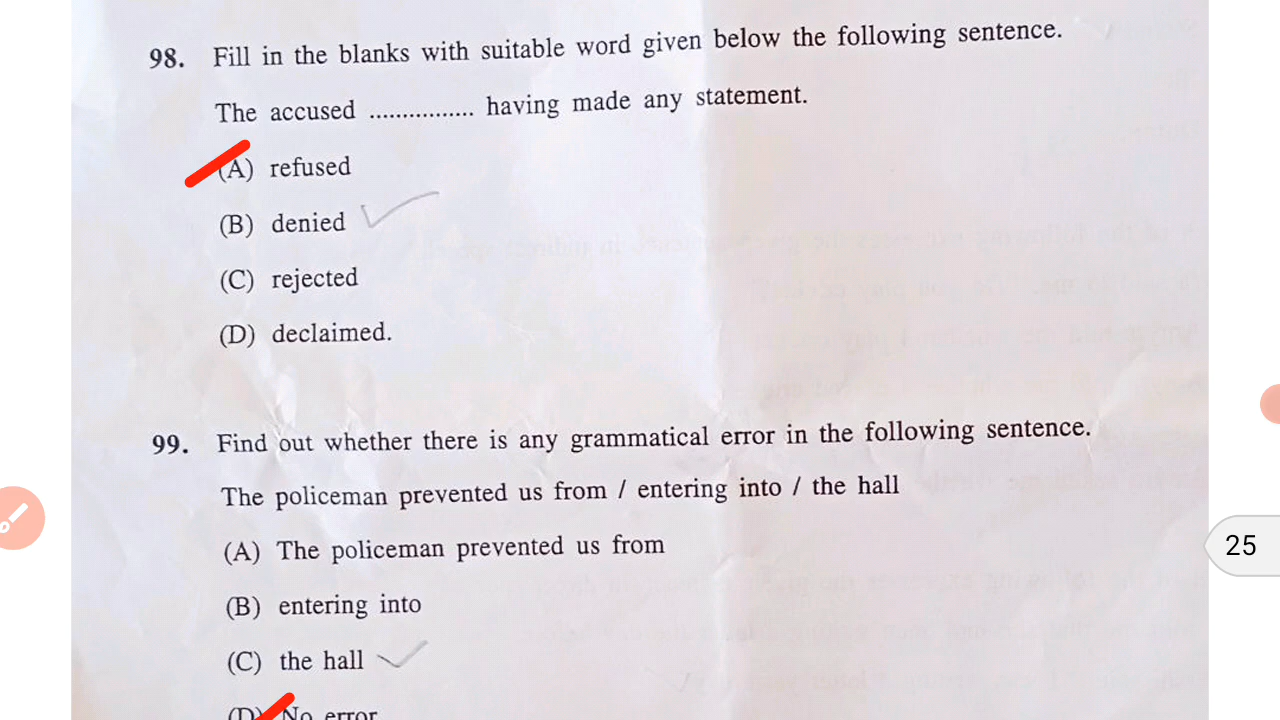 98. Fill in the blanks with suitable word given below the following sentence.
The accused ................ having made any statement.
(A) refused
(B) denied
(C) rejected
(D) declaimed.
99. Find out whether there is any grammatical error in the following sentence.
The policeman prevented us from / entering into / the hall
(A) The policeman prevented us from
(B) entering into
25
(C) the hall
(D) No error